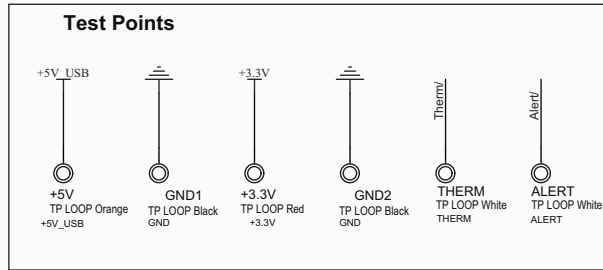 Test Points
+5V_USB
+3.3V
Therm/
Alert/
+5V
GND1
+3.3V
GND2
THERM
ALERT
TP LOOP Orange
TP LOOP Black
TP LOOP Red
TP LOOP Black
TP LOOP White
TP LOOP White
+5V_USB
GND
+3.3V
GND
THERM
ALERT